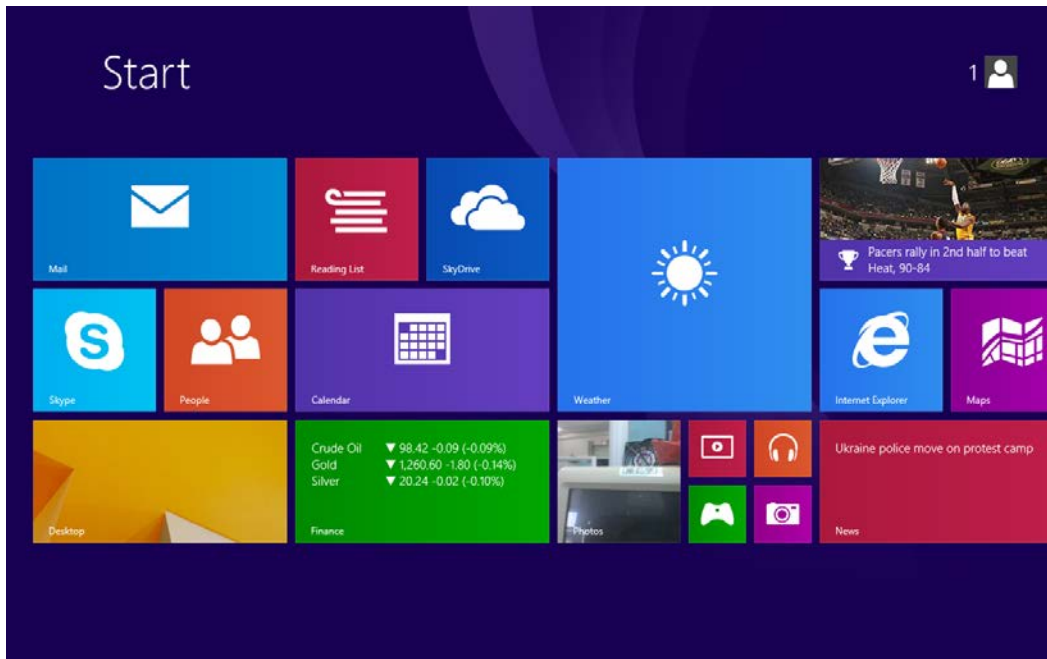 Start
1
Mail
Reading List
SkyDrive
Pacers rally in 2nd half to beat
Heat, 90-84
Skype
People
Calendar
Weather
Internet Explorer
Maps
Desktop
Crude Oil ▼ 98.42 -0.09 (-0.09%)
Gold ▼ 1,260.60 -1.80 (-0.14%)
Silver ▼ 20.24 -0.02 (-0.10%)
Finance
Photos
Ukraine police move on protest camp
News